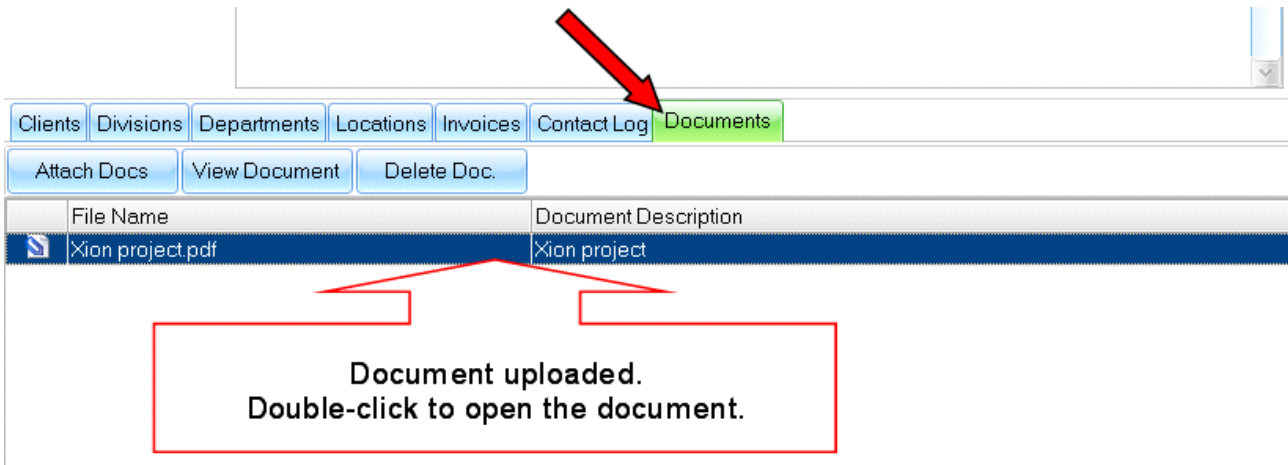 Clients Divisions Departments Locations Invoices Contact Log Documents
Attach Docs View Document Delete Doc.
File Name Document Description
Xion project.pdf Xion project
Document uploaded.
Double-click to open the document.